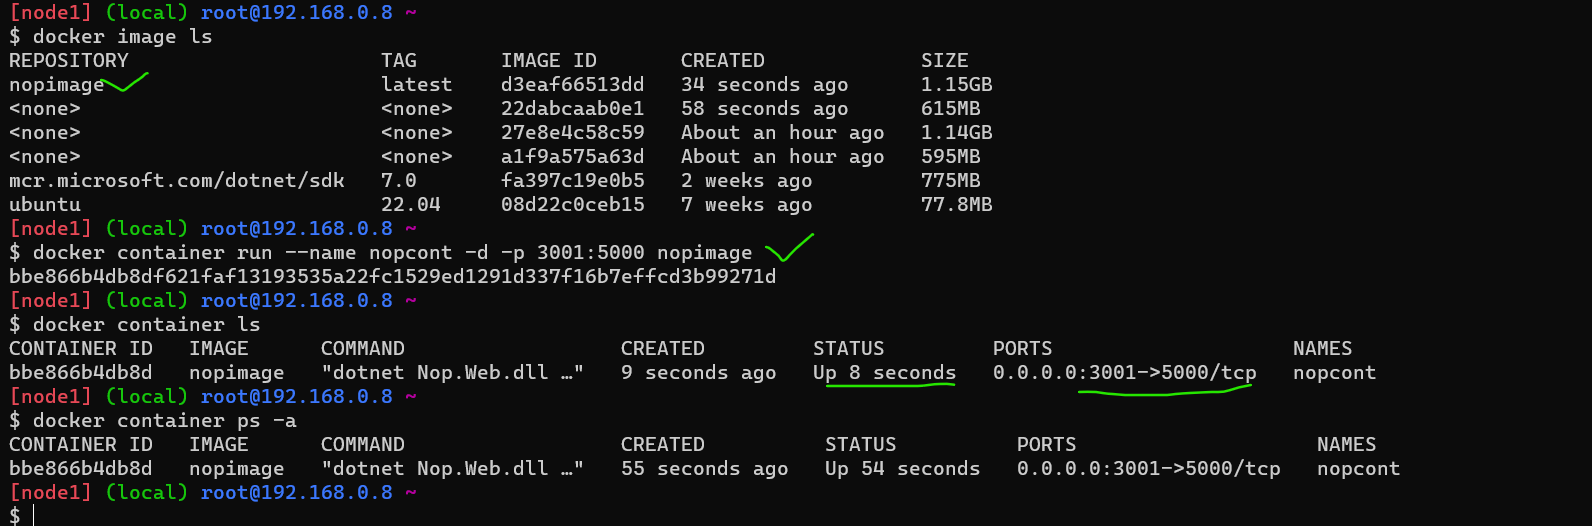 [node1] (local) root@192.168.0.8 ~
$ docker image ls
REPOSITORY TAG IMAGE ID CREATED SIZE
nopimage latest d3eaf66513dd 34 seconds ago 1.15GB
<none> <none> 22dabcaab0e1 58 seconds ago 615MB
<none> <none> 27e8e4c58c59 About an hour ago 1.14GB
<none> <none> a1f9a575a63d About an hour ago 595MB
mcr.microsoft.com/dotnet/sdk 7.0 fa397c19e0b5 2 weeks ago 775MB
ubuntu 22.04 08d22c0ceb15 7 weeks ago 77.8MB
[node1] (local) root@192.168.0.8 ~
$ docker container run --name nopcont -d -p 3001:5000 nopimage
bbe866b4db8df621faf13193535a22fc1529ed1291d337f16b7effcd3b99271d
[node1] (local) root@192.168.0.8 ~
$ docker container ls
CONTAINER ID IMAGE COMMAND CREATED STATUS PORTS NAMES
bbe866b4db8d nopimage "dotnet Nop.Web.dll …" 9 seconds ago Up 8 seconds 0.0.0.0:3001->5000/tcp nopcont
[node1] (local) root@192.168.0.8 ~
$ docker container ps -a
CONTAINER ID IMAGE COMMAND CREATED STATUS PORTS NAMES
bbe866b4db8d nopimage "dotnet Nop.Web.dll …" 55 seconds ago Up 54 seconds 0.0.0.0:3001->5000/tcp nopcont
[node1] (local) root@192.168.0.8 ~
$